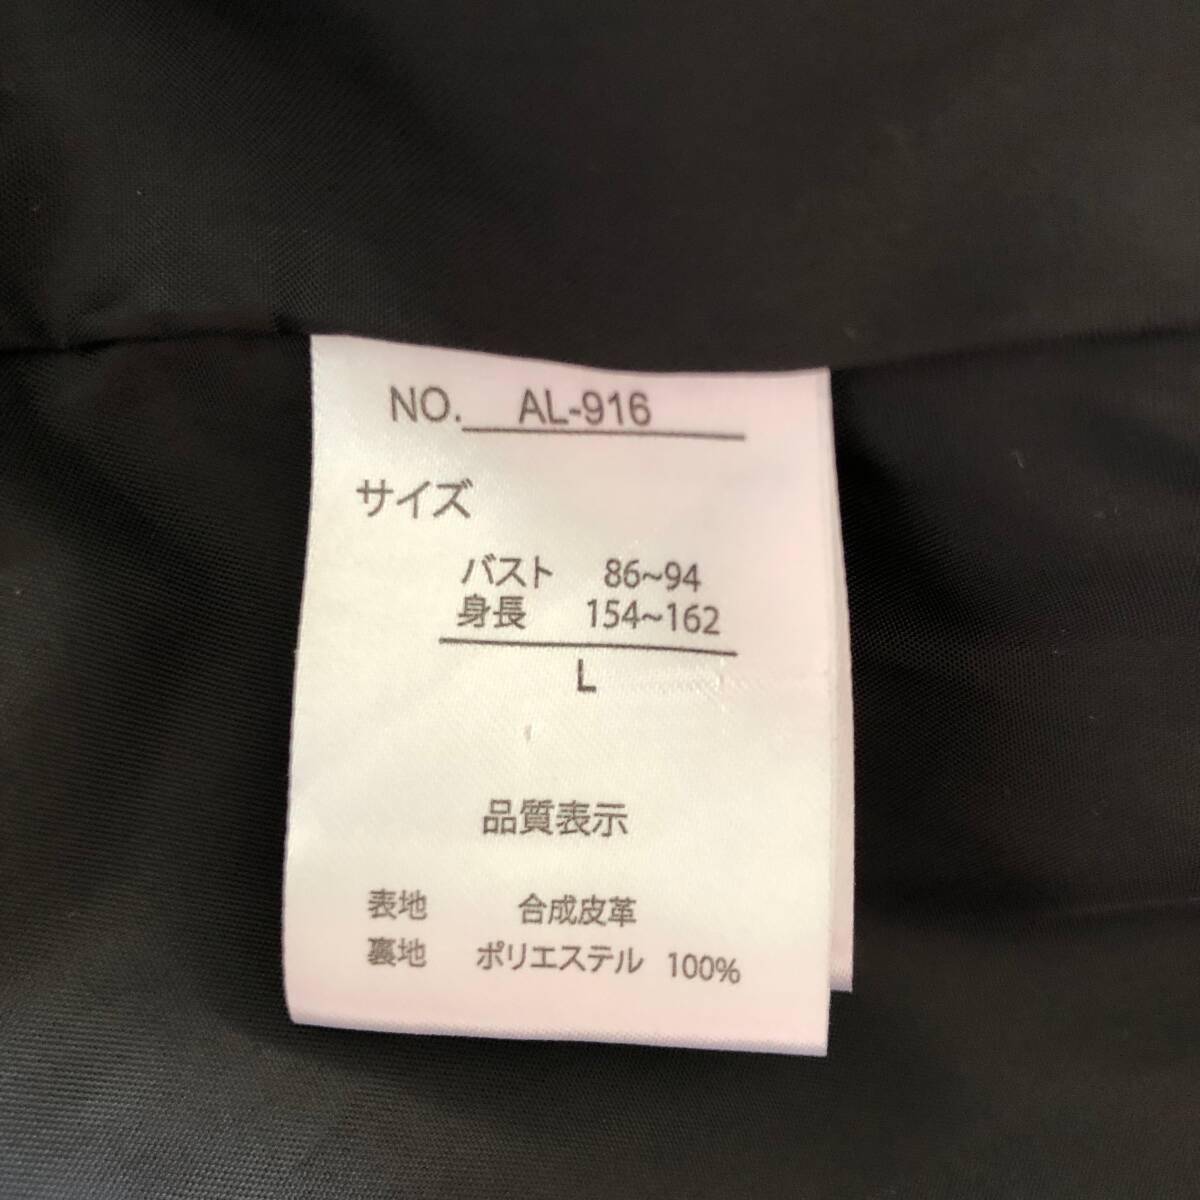 NO. AL-916
サイズ
バスト 86~94
身長 154~162
L
品質表示
表地 合成皮革
裏地 ポリエステル 100%